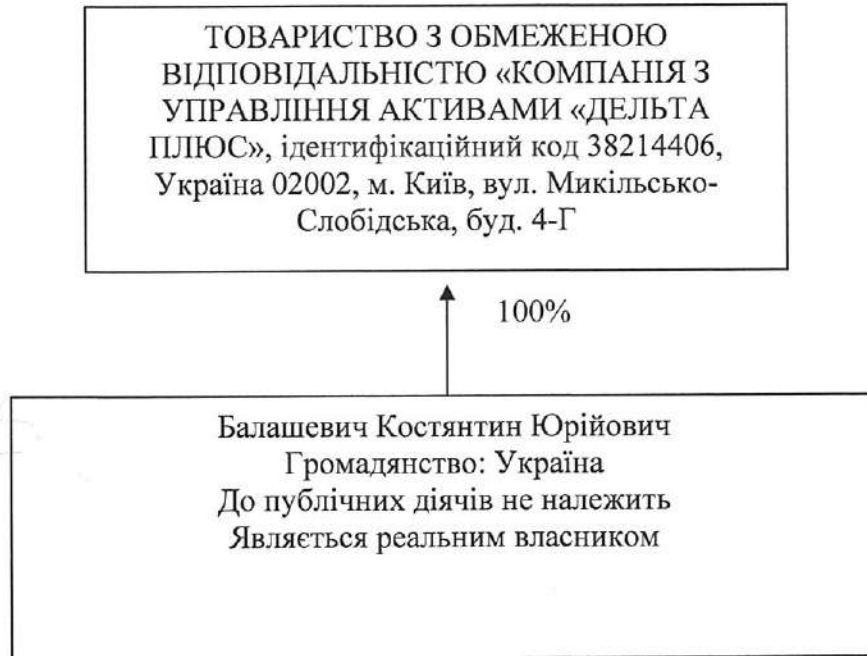 ТОВАРИСТВО З ОБМЕЖЕНОЮ
ВІДПОВІДАЛЬНІСТЮ «КОМПАНІЯ З
УПРАВЛІННЯ АКТИВАМИ «ДЕЛЬТА
ПЛЮС», ідентифікаційний код 38214406,
Україна 02002, м. Київ, вул. Микільсько-
Слобідська, буд. 4-Г
100%
Балашевич Костянтин Юрійович
Громадянство: Україна
До публічних діячів не належить
Являється реальним власником